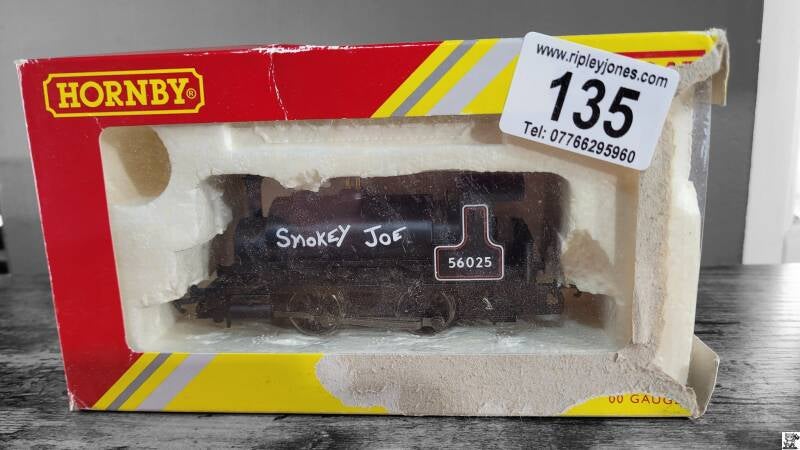 HORNBY®
www.ripleyjones.com
135
Tel: 07766295960
SMOKEY JOE
56025
00 GAUGE